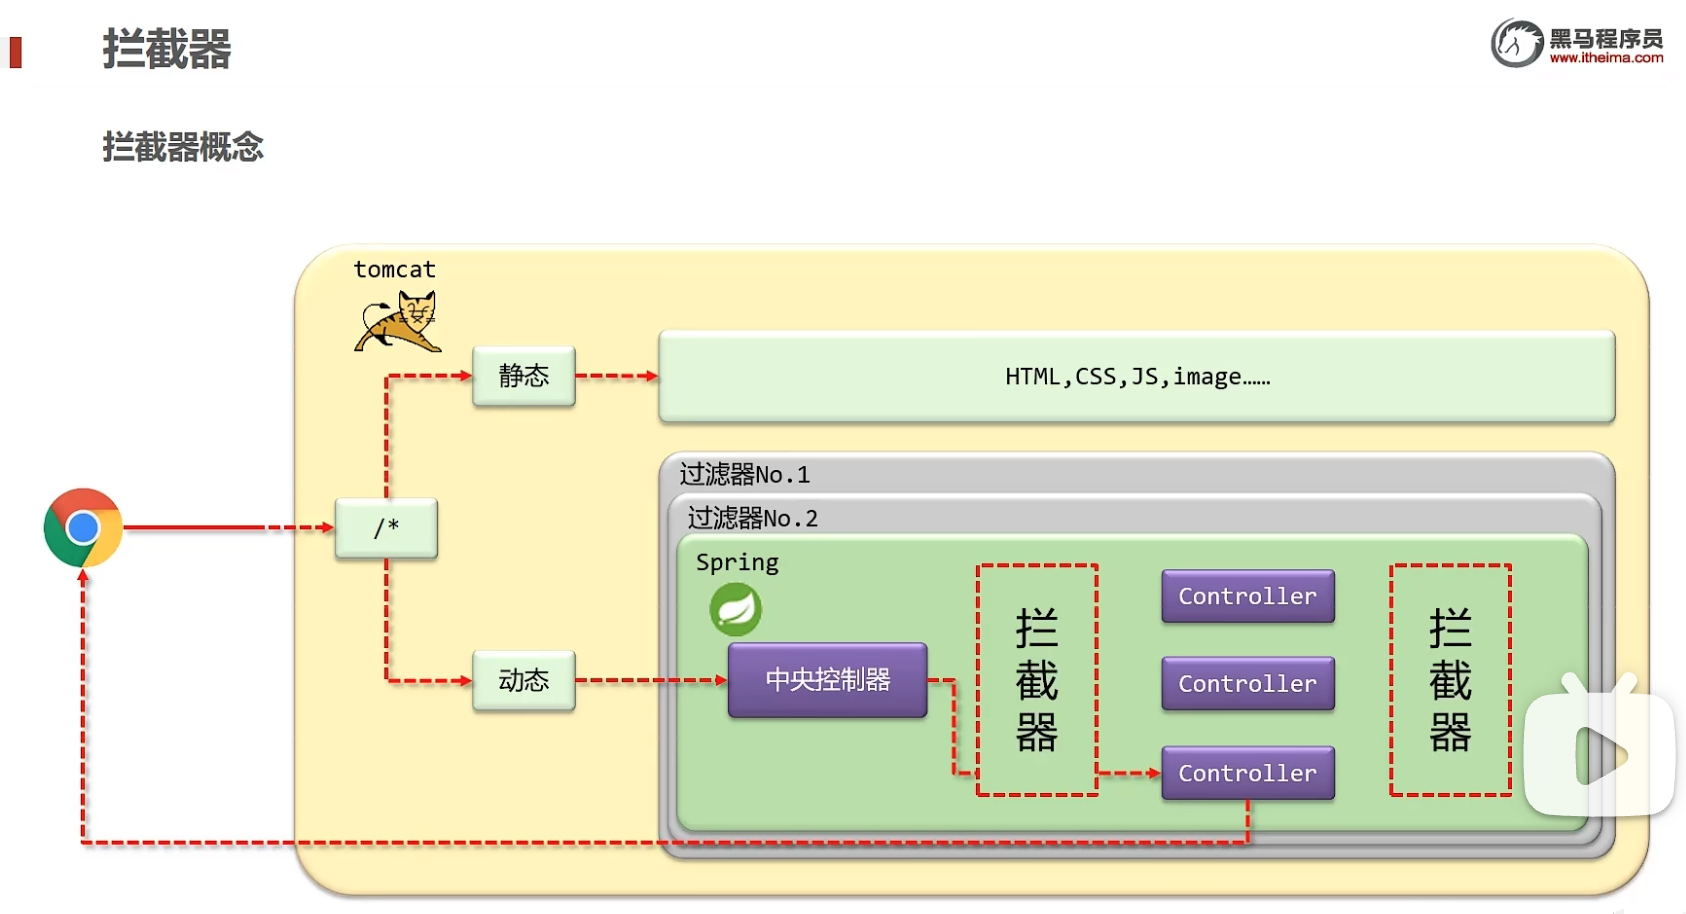 拦截器
黑马程序员
www.itheima.com
拦截器概念
tomcat
静态
HTML,CSS,JS,image……
/*
过滤器No.1
过滤器No.2
Spring
动态
中央控制器
拦截器
Controller
Controller
Controller
拦截器